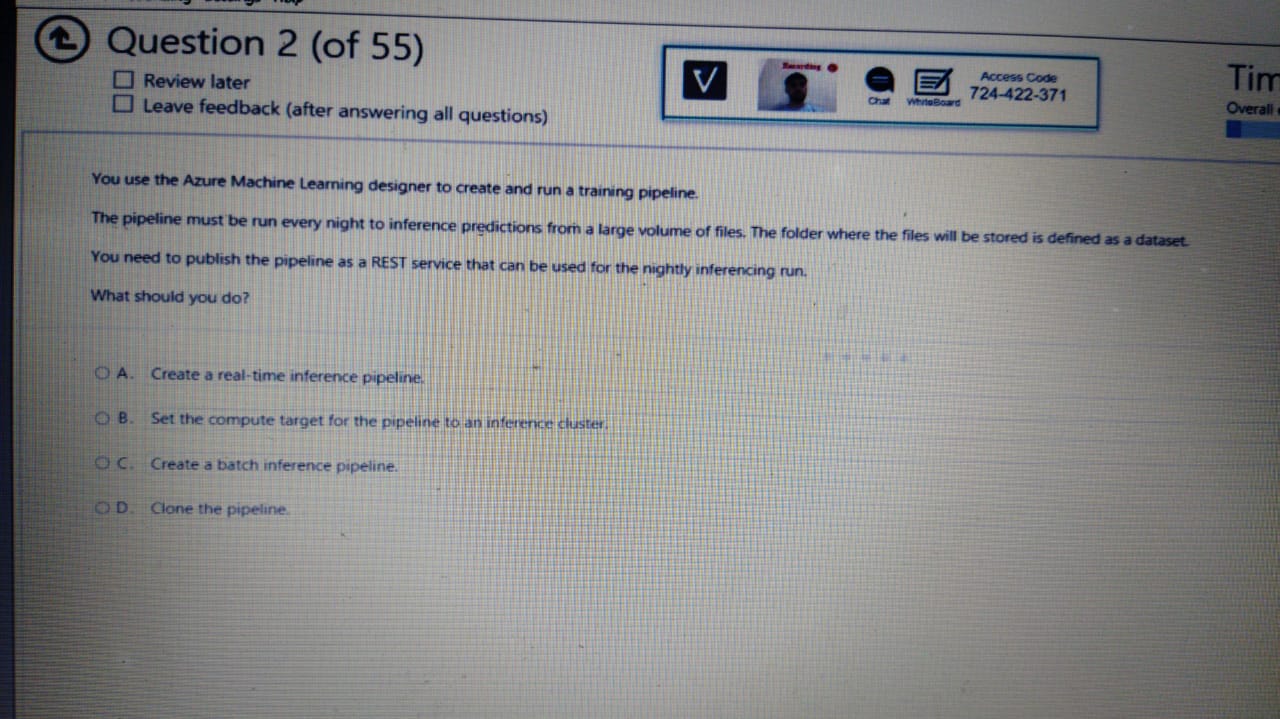 Question 2 (of 55)
Review later
Leave feedback (after answering all questions)
V
Recording
Chat
WhiteBoard
Access Code
724-422-371
Tim
Overall
You use the Azure Machine Learning designer to create and run a training pipeline.
The pipeline must be run every night to inference predictions from a large volume of files. The folder where the files will be stored is defined as a dataset.
You need to publish the pipeline as a REST service that can be used for the nightly inferencing run.
What should you do?
A. Create a real-time inference pipeline.
B. Set the compute target for the pipeline to an inference cluster.
C. Create a batch inference pipeline.
D. Clone the pipeline.